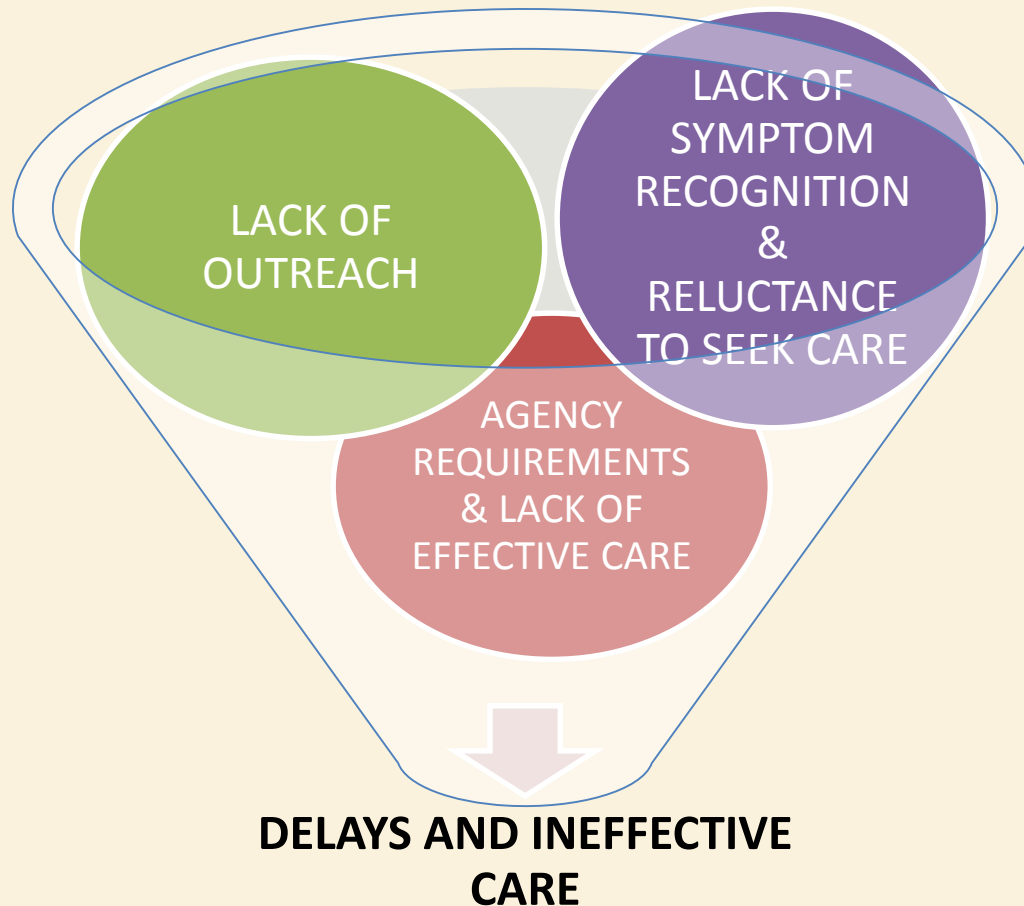 LACK OF
OUTREACH
LACK OF
SYMPTOM
RECOGNITION
&
RELUCTANCE
TO SEEK CARE
AGENCY
REQUIREMENTS
& LACK OF
EFFECTIVE CARE
DELAYS AND INEFFECTIVE
CARE